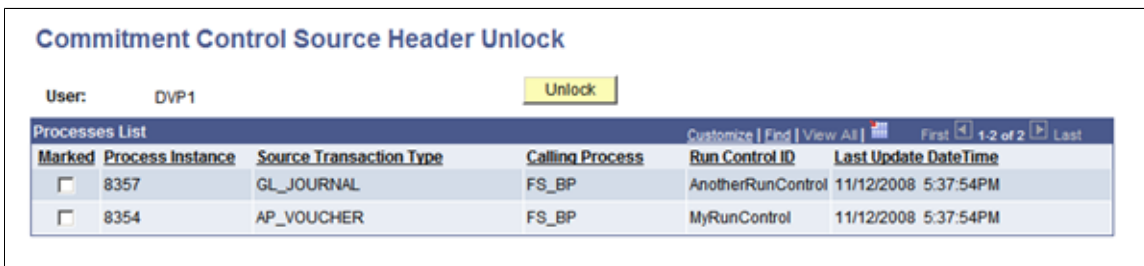 Commitment Control Source Header Unlock
User: DVP1 Unlock
Processes List Customize | Find | View All | First 1-2 of 2 Last
Marked Process Instance Source Transaction Type Calling Process Run Control ID Last Update DateTime
8357 GL_JOURNAL FS_BP AnotherRunControl 11/12/2008 5:37:54PM
8354 AP_VOUCHER FS_BP MyRunControl 11/12/2008 5:37:54PM